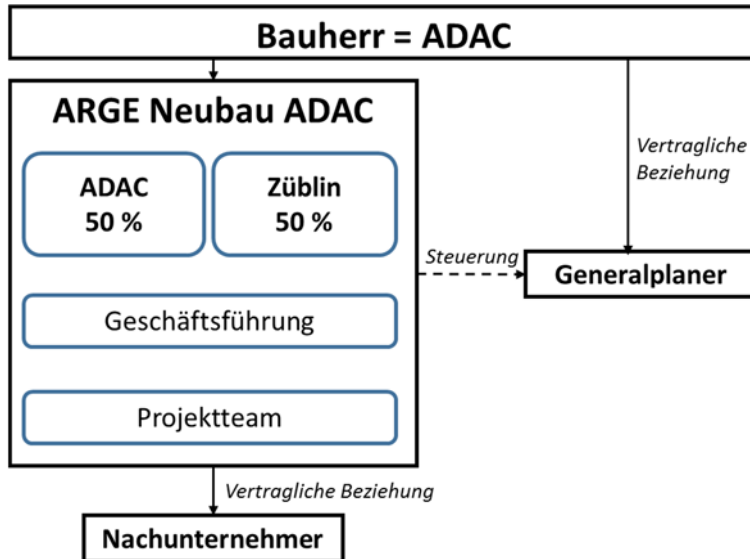 Bauherr = ADAC
ARGE Neubau ADAC
ADAC
50 %
Züblin
50 %
Geschäftsführung
Projektteam
Vertragliche
Beziehung
Steuerung
Generalplaner
Vertragliche Beziehung
Nachunternehmer